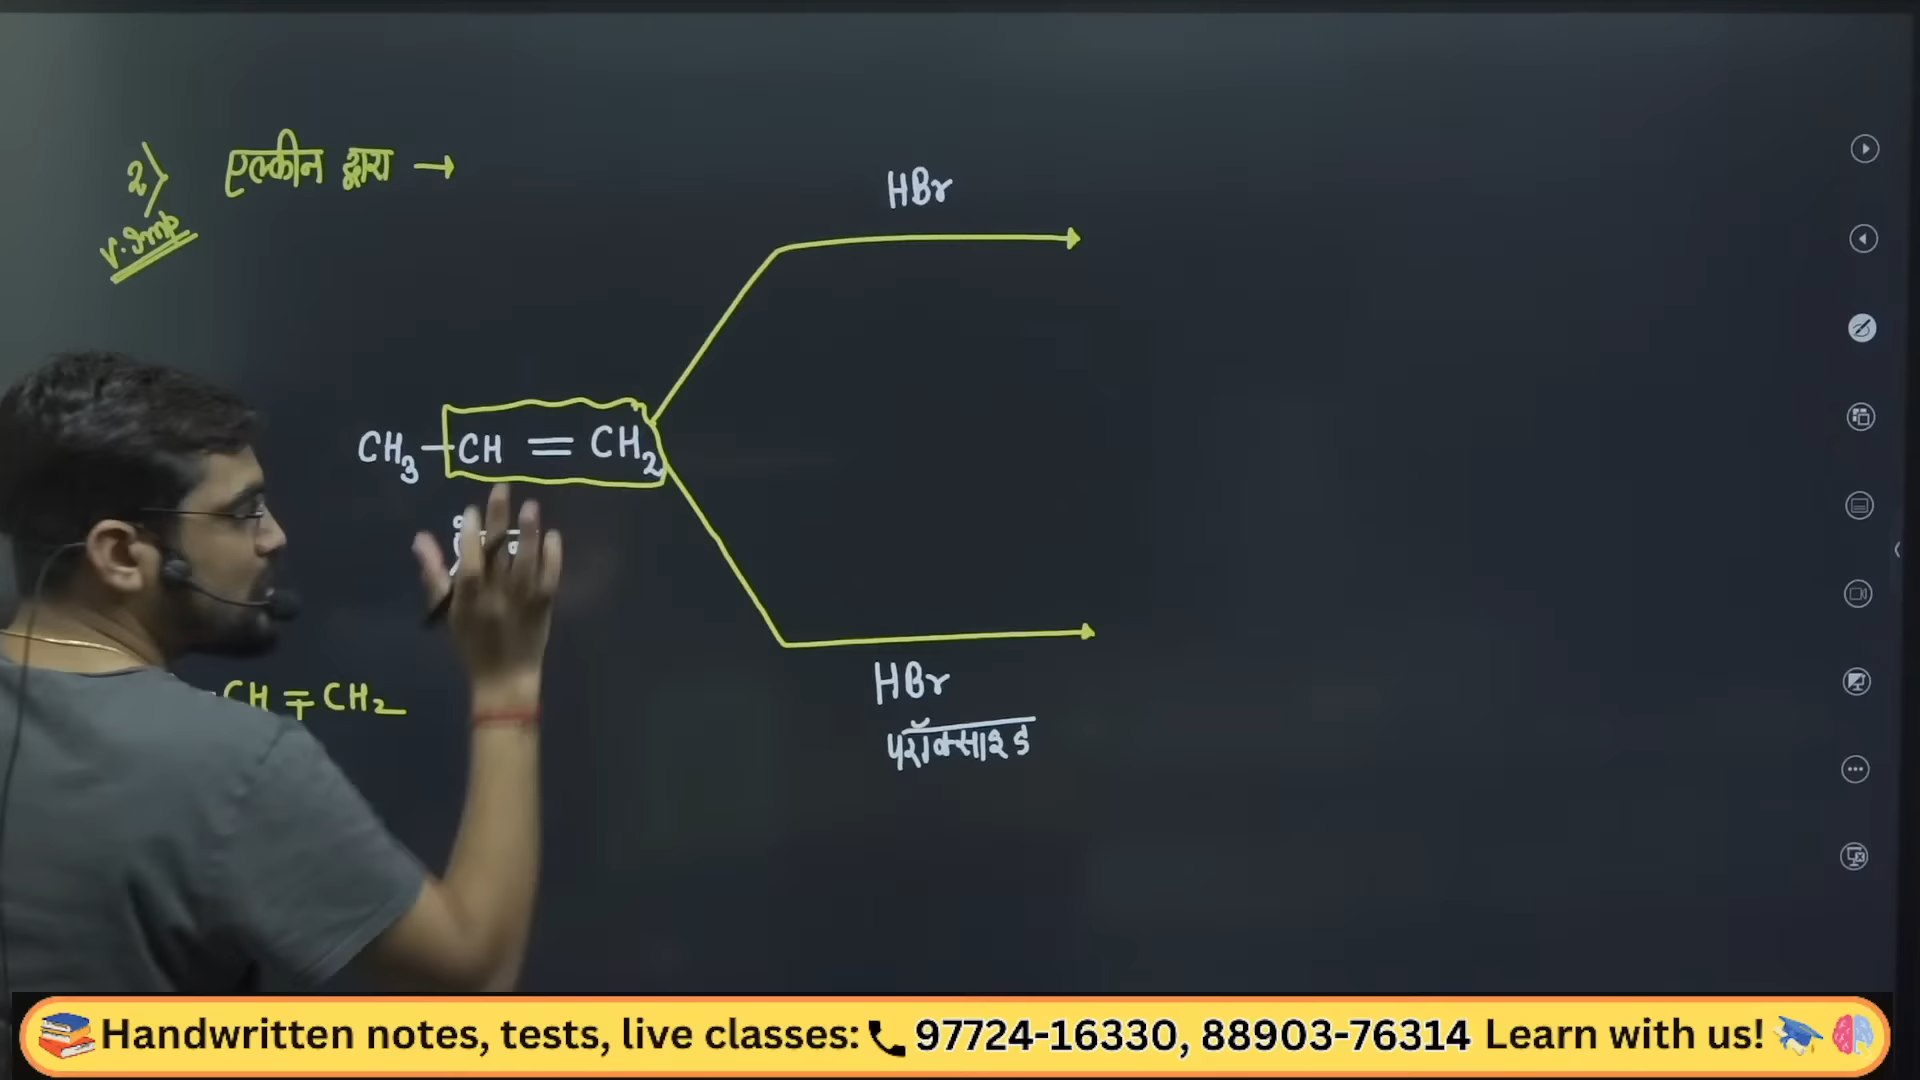 2) एल्कीन द्वारा →
v.Imp
HBr
CH3-CH = CH2
CH = CH2
HBr
परॉक्साइड
Handwritten notes, tests, live classes: 97724-16330, 88903-76314 Learn with us!